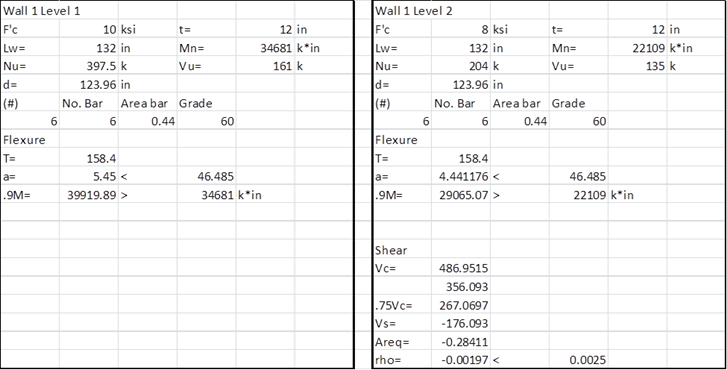 Wall 1 Level 1
F'c 10 ksi t= 12 in
Lw= 132 in Mn= 34681 k*in
Nu= 397.5 k Vu= 161 k
d= 123.96 in
(#) No. Bar Area bar Grade
6 6 0.44 60
Flexure
T= 158.4
a= 5.45 < 46.485
.9M= 39919.89 > 34681 k*in
Wall 1 Level 2
F'c 8 ksi t= 12 in
Lw= 132 in Mn= 22109 k*in
Nu= 204 k Vu= 135 k
d= 123.96 in
(#) No. Bar Area bar Grade
6 6 0.44 60
Flexure
T= 158.4
a= 4.441176 < 46.485
.9M= 29065.07 > 22109 k*in
Shear
Vc= 486.9515
356.093
.75Vc= 267.0697
Vs= -176.093
Areq= -0.28411
rho= -0.00197 < 0.0025